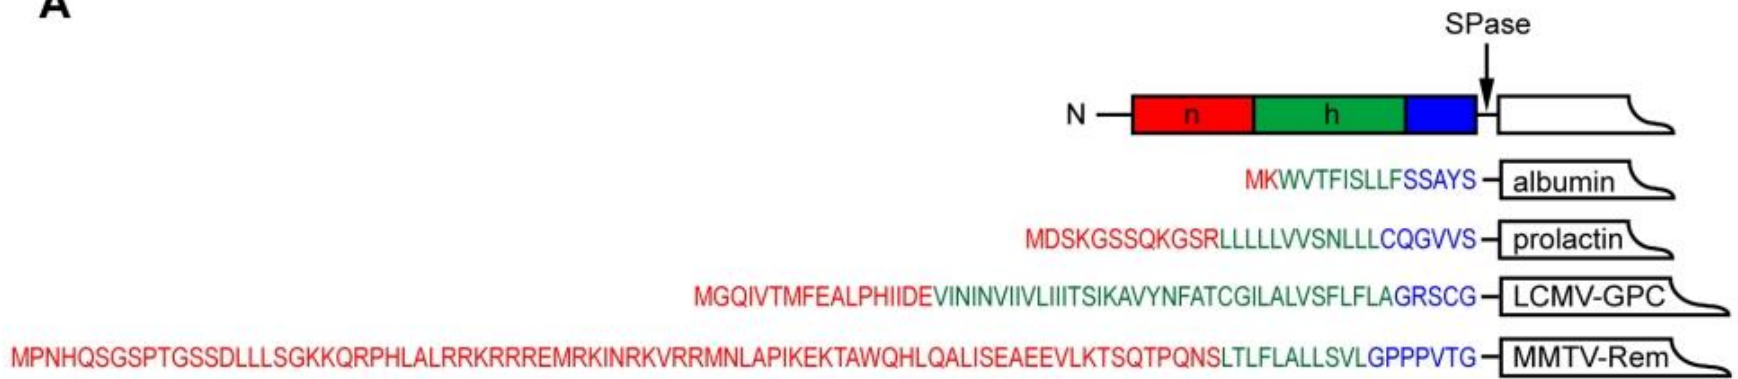 A
SPase
N n h
MKWVTFISLLFSSAYS albumin
MDSKGSSQKGSRLLLLLVVSNLLLCQGVVS prolactin
MGQIVTMFEALPHIIDEVININVIIVLIIITSIKAVYNFATCGILALVSFLFLAGRSCG LCMV-GPC
MPNHQSGSPTGSSDLLLSGKKQRPHLALRRKRRREMRKINRKVRRMNLAPIKEKTAWQHLQALISEAEEVLKTSQTPQNSLTLFLALLSVLGPPPVTG MMTV-Rem